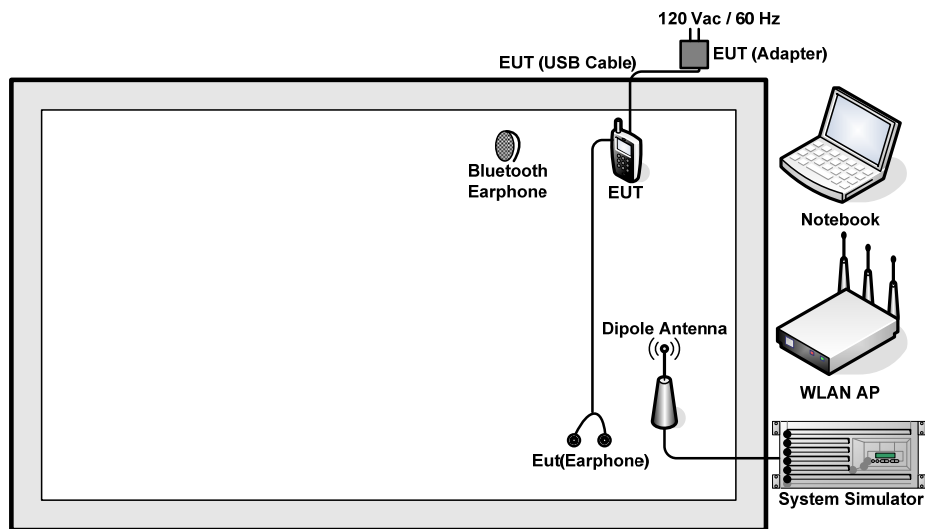 120 Vac / 60 Hz
EUT (Adapter)
EUT (USB Cable)
Bluetooth
Earphone
EUT
Notebook
Dipole Antenna
WLAN AP
Eut(Earphone)
System Simulator